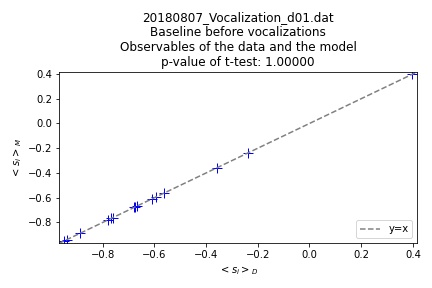 20180807_Vocalization_d01.dat
Baseline before vocalizations
Observables of the data and the model
p-value of t-test: 1.00000
< s_i >_M
0.4
0.2
0.0
−0.2
−0.4
−0.6
−0.8
y=x
−0.8 −0.6 −0.4 −0.2 0.0 0.2 0.4
< s_i >_D